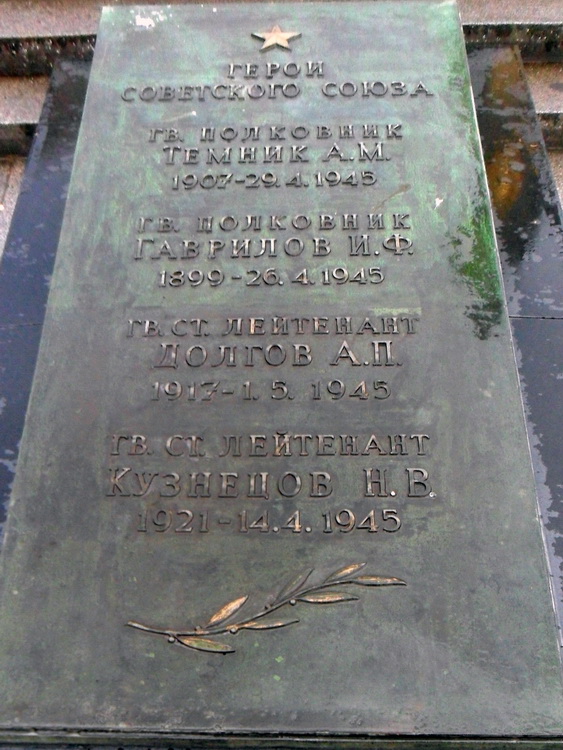 ГЕРОИ
СОВЕТСКОГО СОЮЗА
ГВ. ПОЛКОВНИК
ТЕМНИК А.М.
1907-29.4.1945
ГВ. ПОЛКОВНИК
ГАВРИЛОВ И.Ф.
1899-26.4.1945
ГВ. СТ. ЛЕЙТЕНАНТ
ДОЛГОВ А.П.
1917-1.5.1945
ГВ. СТ. ЛЕЙТЕНАНТ
КУЗНЕЦОВ Н.В.
1921-14.4.1945